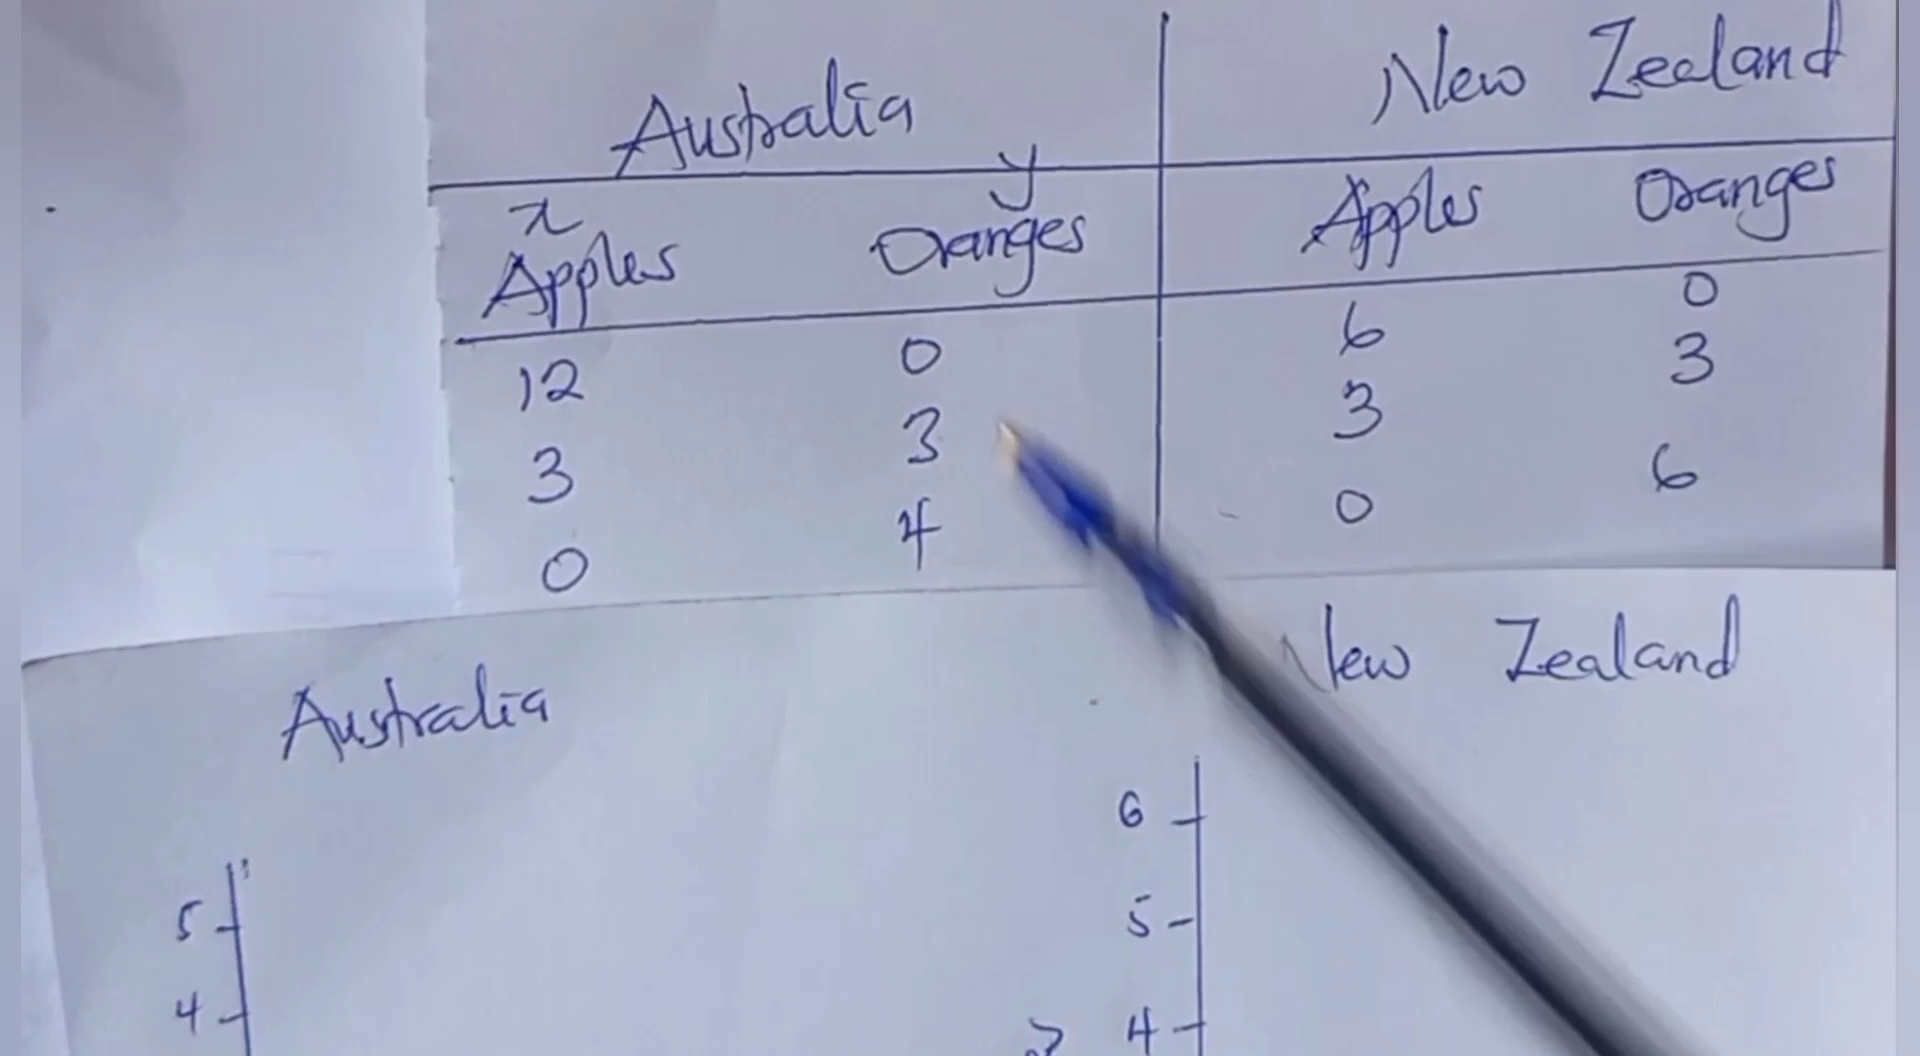 Australia New Zealand
x y
Apples Oranges Apples Oranges
12 0 6 0
3 3 3 3
0 4 0 6
Australia New Zealand
6
5 5
4 4